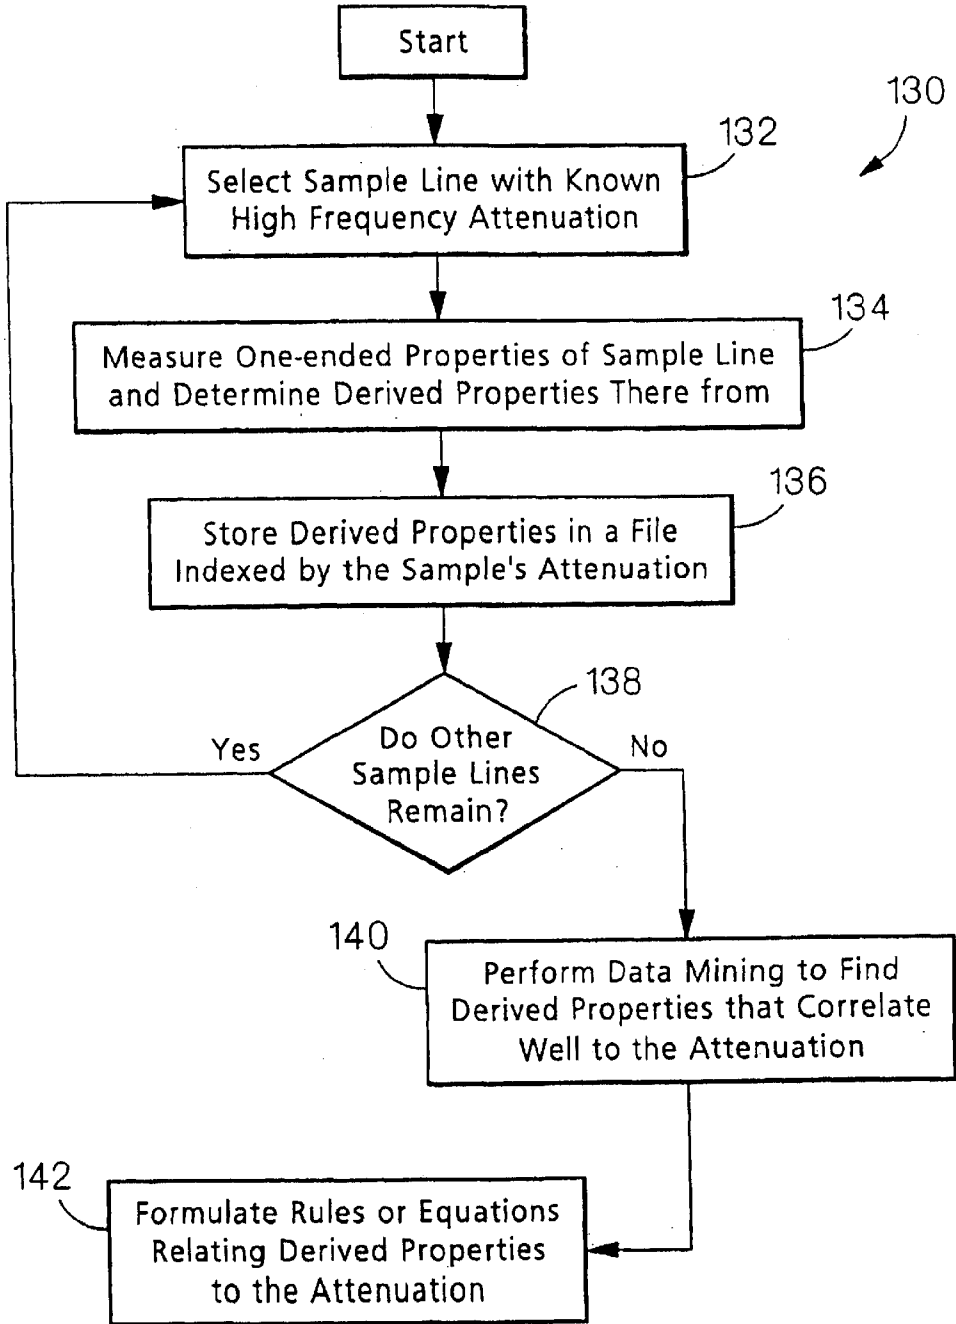 Start
130
132
Select Sample Line with Known
High Frequency Attenuation
134
Measure One-ended Properties of Sample Line
and Determine Derived Properties There from
136
Store Derived Properties in a File
Indexed by the Sample's Attenuation
138
Do Other
Sample Lines
Remain?
Yes
No
140
Perform Data Mining to Find
Derived Properties that Correlate
Well to the Attenuation
142
Formulate Rules or Equations
Relating Derived Properties
to the Attenuation